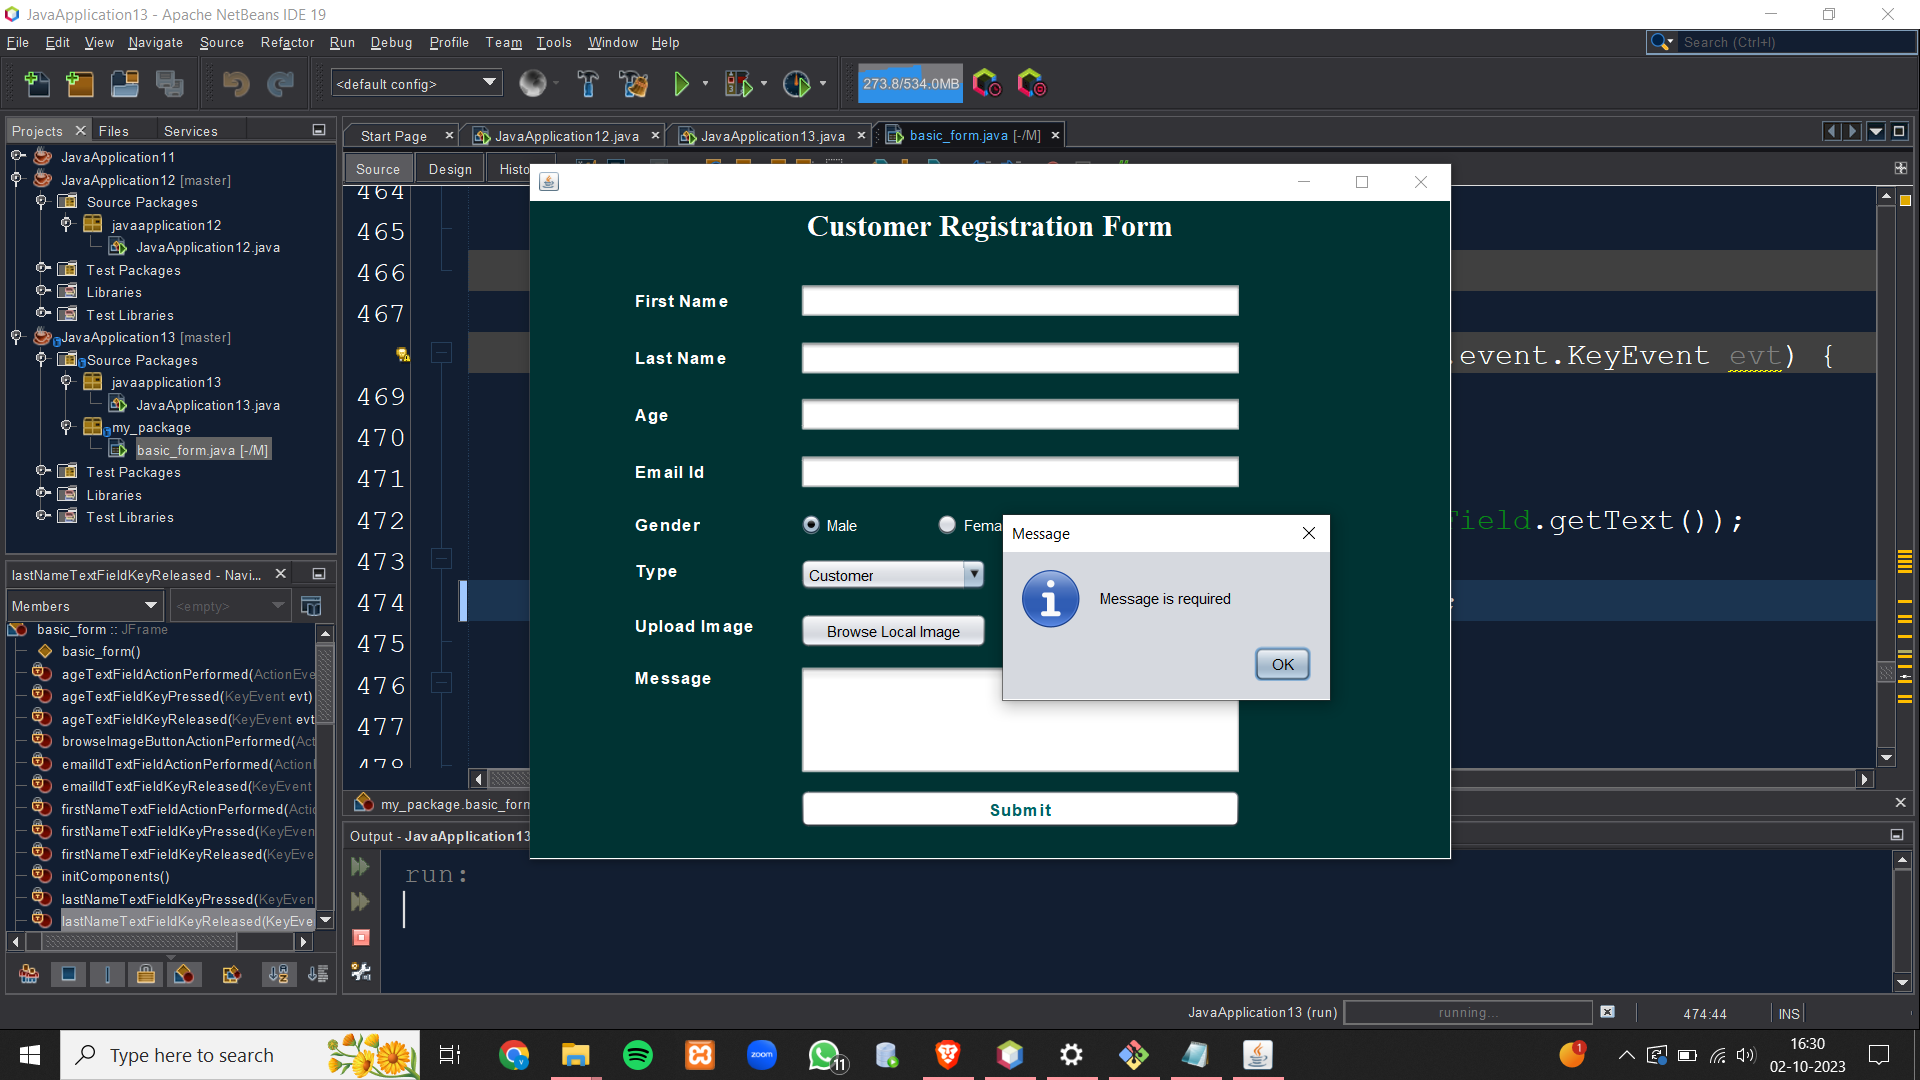 JavaApplication13 - Apache NetBeans IDE 19
File Edit View Navigate Source Refactor Run Debug Profile Team Tools Window Help
Search (Ctrl+I)
<default config>
273.8/534.0MB
Projects Files Services
Start Page JavaApplication12.java JavaApplication13.java basic_form.java [-/M]
Source Design Histo
JavaApplication11
JavaApplication12 [master]
Source Packages
javaapplication12
JavaApplication12.java
Test Packages
Libraries
Test Libraries
JavaApplication13 [master]
Source Packages
javaapplication13
JavaApplication13.java
my_package
basic_form.java [-/M]
Test Packages
Libraries
Test Libraries
lastNameTextFieldKeyReleased - Navi...
Members
<empty>
basic_form :: JFrame
basic_form()
ageTextFieldActionPerformed(ActionEve
ageTextFieldKeyPressed(KeyEvent evt)
ageTextFieldKeyReleased(KeyEvent evt
browseImageButtonActionPerformed(Act
emailIdTextFieldActionPerformed(Action
emailIdTextFieldKeyReleased(KeyEvent
firstNameTextFieldActionPerformed(Actio
firstNameTextFieldKeyPressed(KeyEven
firstNameTextFieldKeyReleased(KeyEve
initComponents()
lastNameTextFieldKeyPressed(KeyEven
lastNameTextFieldKeyReleased(KeyEve
464
465
466
467
469
470
471
472
473
474
475
476
477
478
.event.KeyEvent evt) {
Field.getText());
;
my_package.basic_form
Customer Registration Form
First Name
Last Name
Age
Email Id
Gender
Male
Fema
Type
Customer
Upload Image
Browse Local Image
Message
Submit
Message
Message is required
OK
Output - JavaApplication13
run:
JavaApplication13 (run)
running...
474:44
INS
Type here to search
zoom
11
1
16:30
02-10-2023